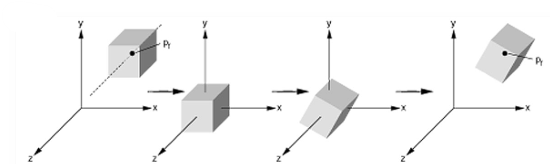 y y y y
Pf
Pf
x x x x
z z z z